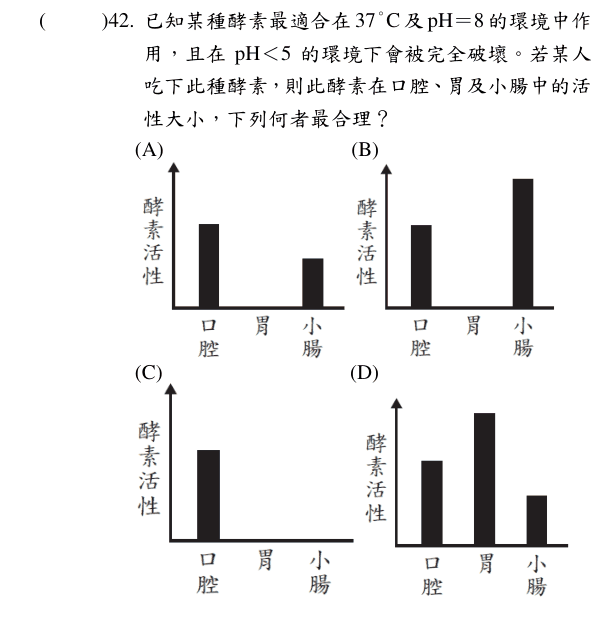 (　　)42. 已知某種酵素最適合在37°C及pH=8的環境中作
用，且在 pH<5 的環境下會被完全破壞。若某人
吃下此種酵素，則此酵素在口腔、胃及小腸中的活
性大小，下列何者最合理？
(A)
酵素活性
口腔 胃 小腸
(B)
酵素活性
口腔 胃 小腸
(C)
酵素活性
口腔 胃 小腸
(D)
酵素活性
口腔 胃 小腸